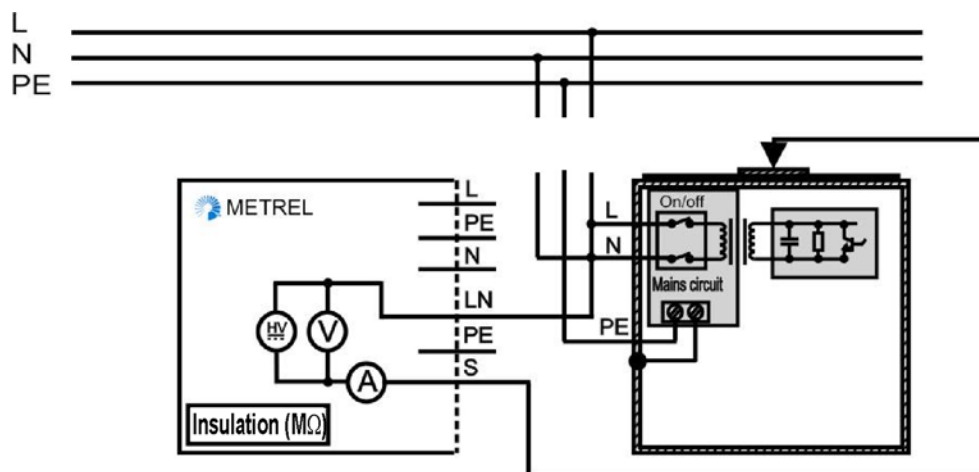 L
N
PE
METREL
L
PE
N
LN
PE
S
HV
V
A
Insulation (MΩ)
L
N
PE
On/off
Mains circuit